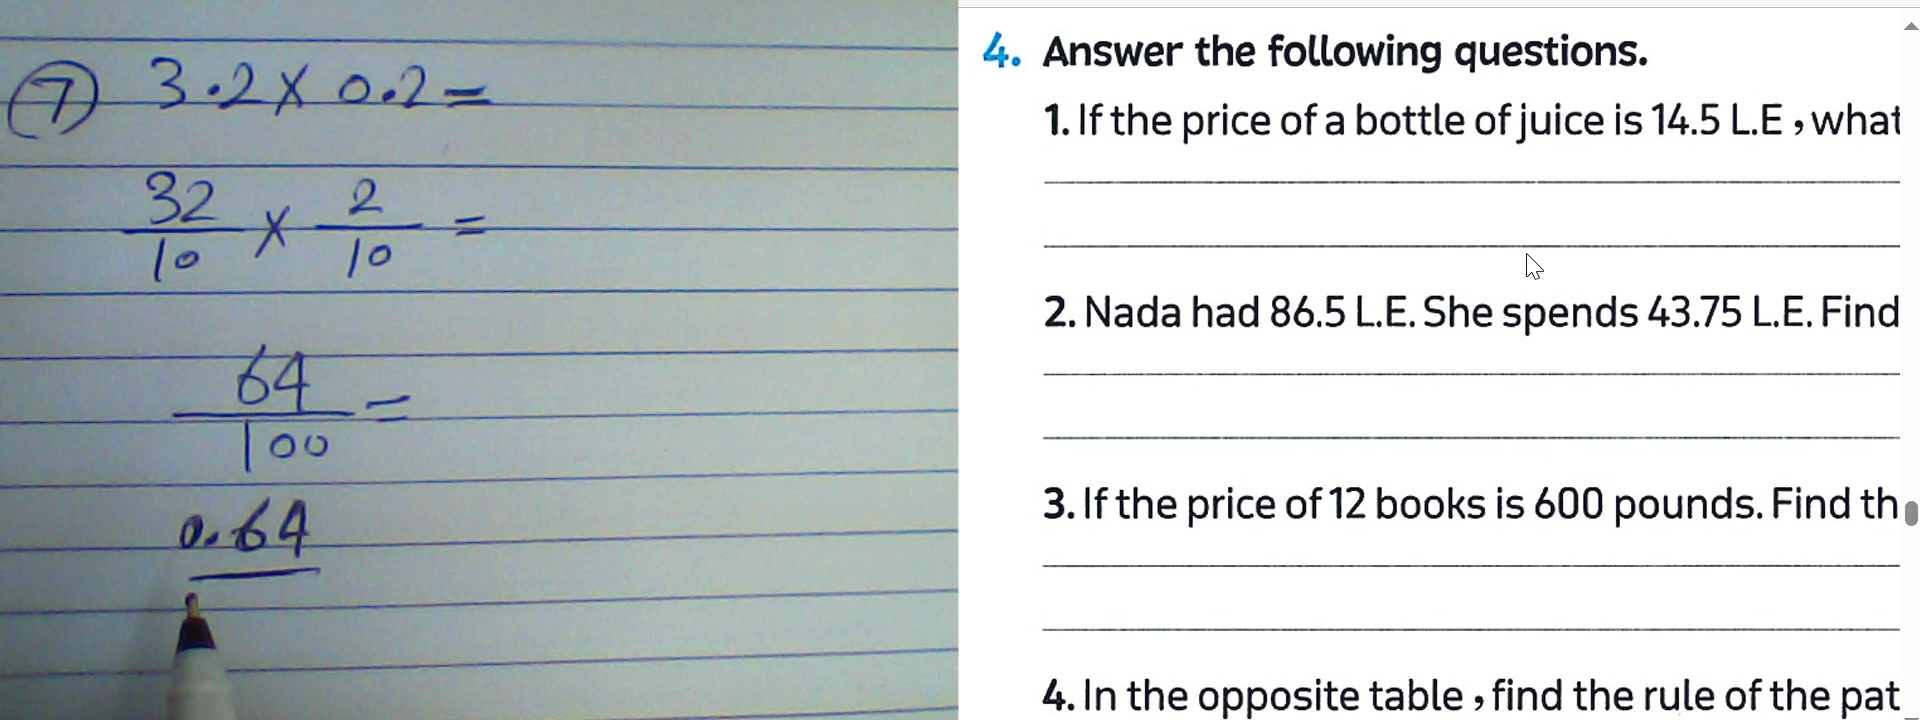 ⑦ 3.2 × 0.2 =
32/10 × 2/10 =
64/100 =
0.64
4. Answer the following questions.
1. If the price of a bottle of juice is 14.5 L.E , what
2. Nada had 86.5 L.E. She spends 43.75 L.E. Find
3. If the price of 12 books is 600 pounds. Find th
4. In the opposite table , find the rule of the pat